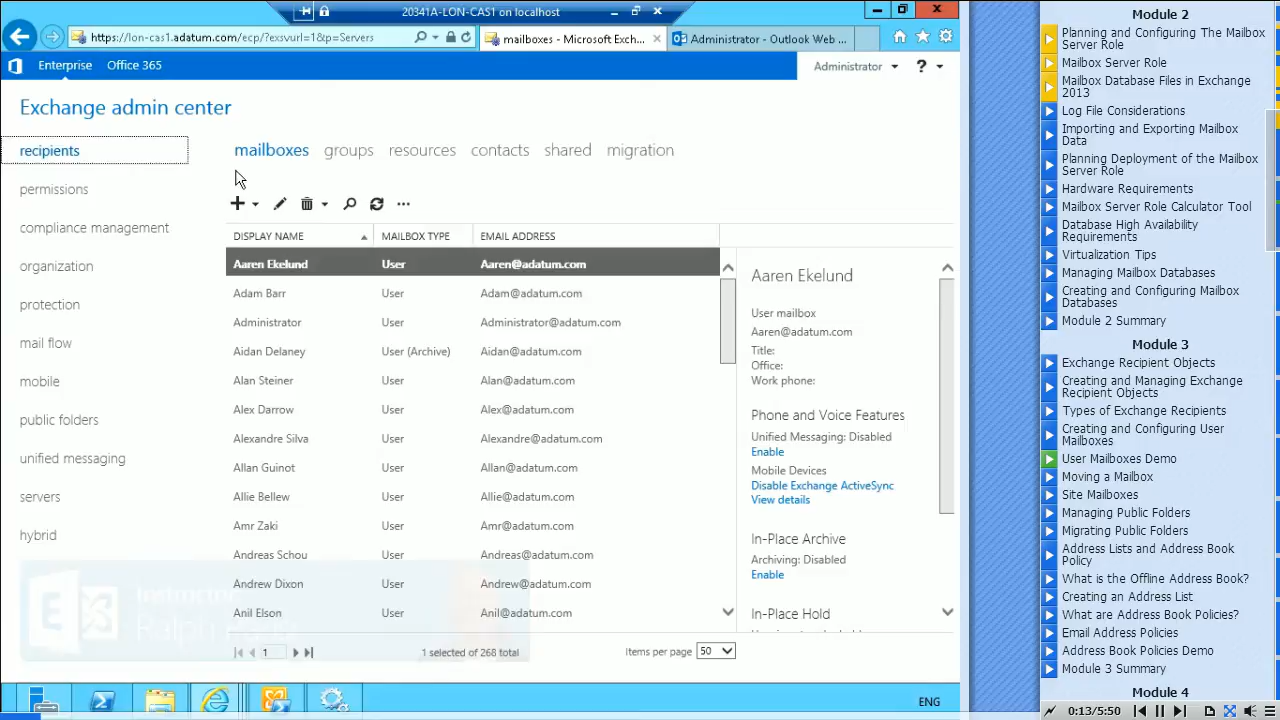 20341A-LON-CAS1 on localhost
https://lon-cas1.adatum.com/ecp/?exsvurl=1&p=Servers
mailboxes - Microsoft Exch...
Administrator - Outlook Web ...
Enterprise
Office 365
Administrator
?
Exchange admin center
recipients
permissions
compliance management
organization
protection
mail flow
mobile
public folders
unified messaging
servers
hybrid
mailboxes groups resources contacts shared migration
DISPLAY NAME MAILBOX TYPE EMAIL ADDRESS
Aaren Ekelund User Aaren@adatum.com
Adam Barr User Adam@adatum.com
Administrator User Administrator@adatum.com
Aidan Delaney User (Archive) Aidan@adatum.com
Alan Steiner User Alan@adatum.com
Alex Darrow User Alex@adatum.com
Alexandre Silva User Alexandre@adatum.com
Allan Guinot User Allan@adatum.com
Allie Bellew User Allie@adatum.com
Amr Zaki User Amr@adatum.com
Andreas Schou User Andreas@adatum.com
Andrew Dixon User Andrew@adatum.com
Anil Elson User Anil@adatum.com
1
1 selected of 268 total
Items per page 50
Aaren Ekelund
User mailbox
Aaren@adatum.com
Title:
Office:
Work phone:
Phone and Voice Features
Unified Messaging: Disabled
Enable
Mobile Devices
Disable Exchange ActiveSync
View details
In-Place Archive
Archiving: Disabled
Enable
In-Place Hold
Instructor
ENG
Module 2
Planning and Configuring The Mailbox
Server Role
Mailbox Server Role
Mailbox Database Files in Exchange
2013
Log File Considerations
Importing and Exporting Mailbox
Data
Planning Deployment of the Mailbox
Server Role
Hardware Requirements
Mailbox Server Role Calculator Tool
Database High Availability
Requirements
Virtualization Tips
Managing Mailbox Databases
Creating and Configuring Mailbox
Databases
Module 2 Summary
Module 3
Exchange Recipient Objects
Creating and Managing Exchange
Recipient Objects
Types of Exchange Recipients
Creating and Configuring User
Mailboxes
User Mailboxes Demo
Moving a Mailbox
Site Mailboxes
Managing Public Folders
Migrating Public Folders
Address Lists and Address Book
Policy
What is the Offline Address Book?
Creating an Address List
What are Address Book Policies?
Email Address Policies
Address Book Policies Demo
Module 3 Summary
Module 4
0:13/5:50